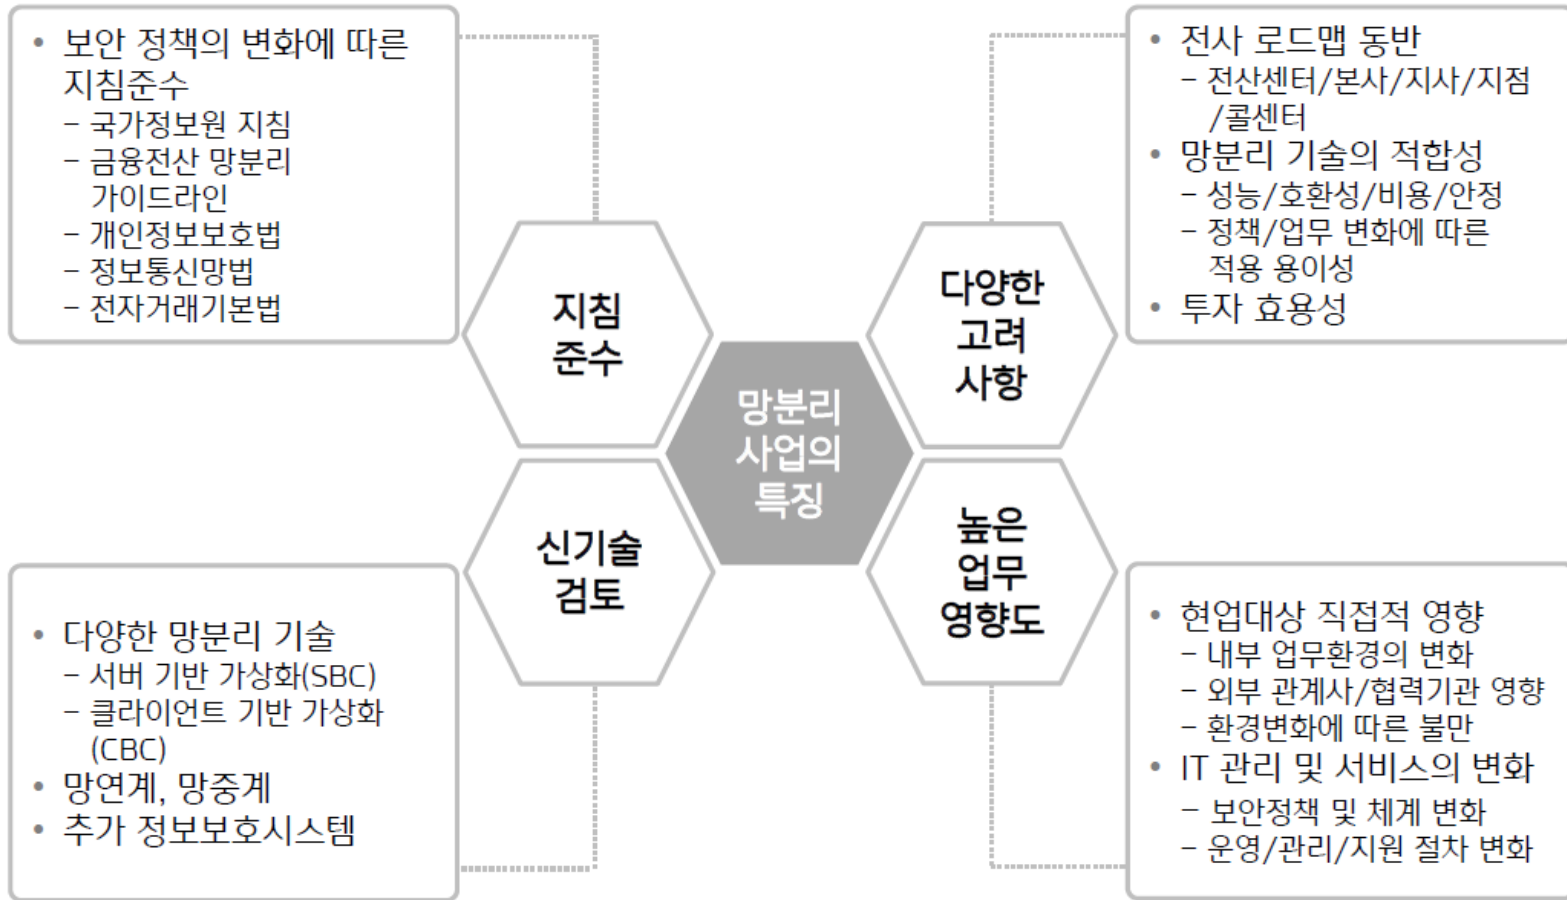 • 보안 정책의 변화에 따른
지침준수
– 국가정보원 지침
– 금융전산 망분리
가이드라인
– 개인정보보호법
– 정보통신망법
– 전자거래기본법
지침
준수
• 전사 로드맵 동반
– 전산센터/본사/지사/지점
/콜센터
• 망분리 기술의 적합성
– 성능/호환성/비용/안정
– 정책/업무 변화에 따른
적용 용이성
• 투자 효용성
다양한
고려
사항
망분리
사업의
특징
신기술
검토
• 다양한 망분리 기술
– 서버 기반 가상화(SBC)
– 클라이언트 기반 가상화
(CBC)
• 망연계, 망중계
• 추가 정보보호시스템
높은
업무
영향도
• 현업대상 직접적 영향
– 내부 업무환경의 변화
– 외부 관계사/협력기관 영향
– 환경변화에 따른 불만
• IT 관리 및 서비스의 변화
– 보안정책 및 체계 변화
– 운영/관리/지원 절차 변화